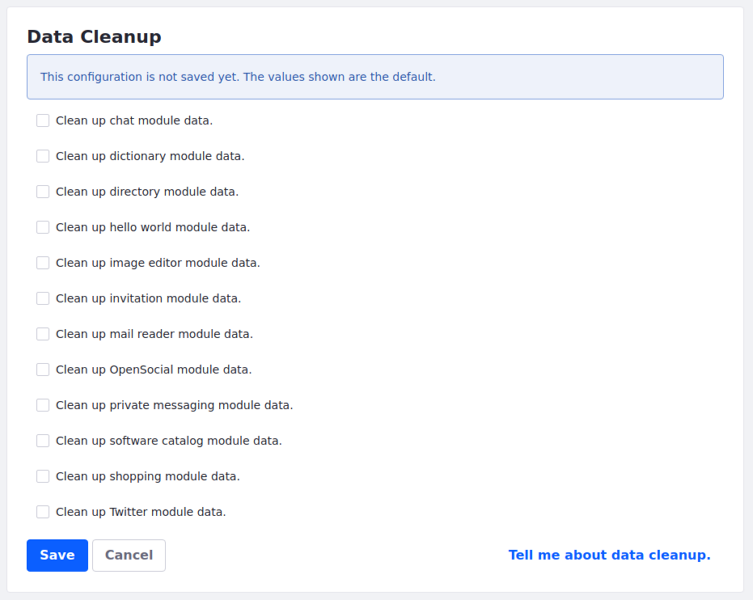 Data Cleanup
This configuration is not saved yet. The values shown are the default.
Clean up chat module data.
Clean up dictionary module data.
Clean up directory module data.
Clean up hello world module data.
Clean up image editor module data.
Clean up invitation module data.
Clean up mail reader module data.
Clean up OpenSocial module data.
Clean up private messaging module data.
Clean up software catalog module data.
Clean up shopping module data.
Clean up Twitter module data.
Save Cancel Tell me about data cleanup.